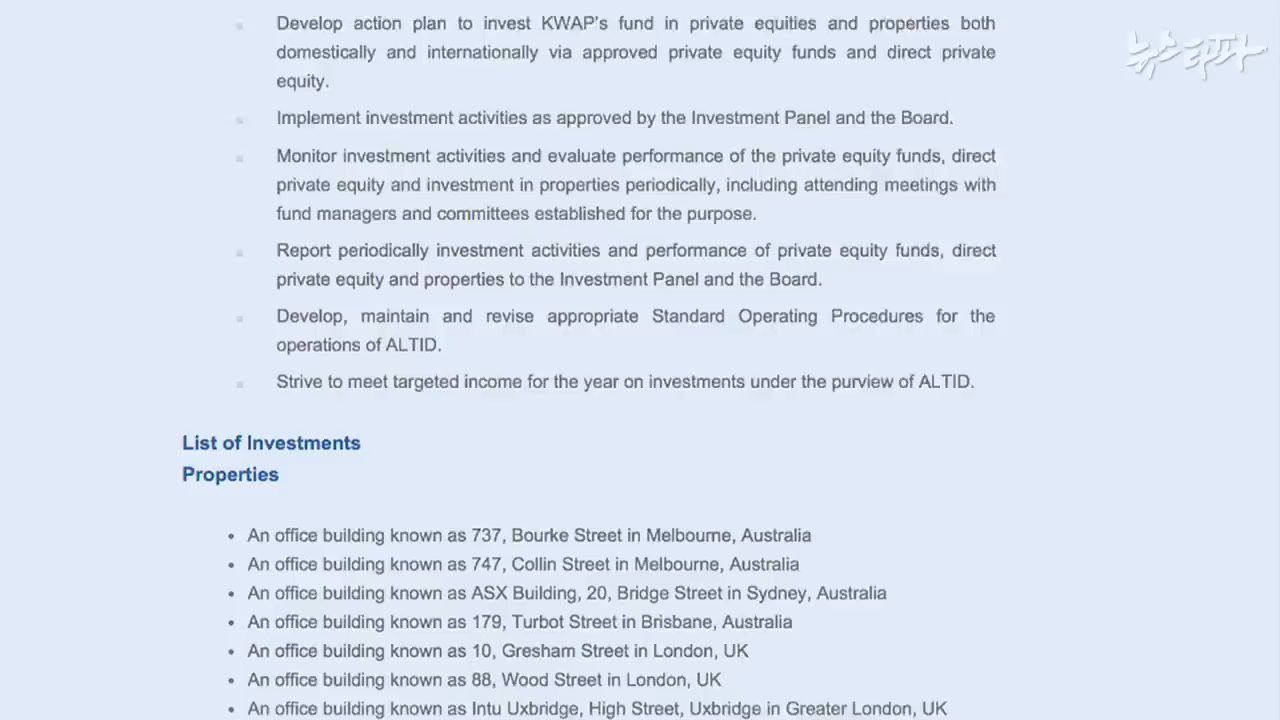 뉴스타파
Develop action plan to invest KWAP's fund in private equities and properties both
domestically and internationally via approved private equity funds and direct private
equity.
Implement investment activities as approved by the Investment Panel and the Board.
Monitor investment activities and evaluate performance of the private equity funds, direct
private equity and investment in properties periodically, including attending meetings with
fund managers and committees established for the purpose.
Report periodically investment activities and performance of private equity funds, direct
private equity and properties to the Investment Panel and the Board.
Develop, maintain and revise appropriate Standard Operating Procedures for the
operations of ALTID.
Strive to meet targeted income for the year on investments under the purview of ALTID.
List of Investments
Properties
• An office building known as 737, Bourke Street in Melbourne, Australia
• An office building known as 747, Collin Street in Melbourne, Australia
• An office building known as ASX Building, 20, Bridge Street in Sydney, Australia
• An office building known as 179, Turbot Street in Brisbane, Australia
• An office building known as 10, Gresham Street in London, UK
• An office building known as 88, Wood Street in London, UK
• An office building known as Intu Uxbridge, High Street, Uxbridge in Greater London, UK